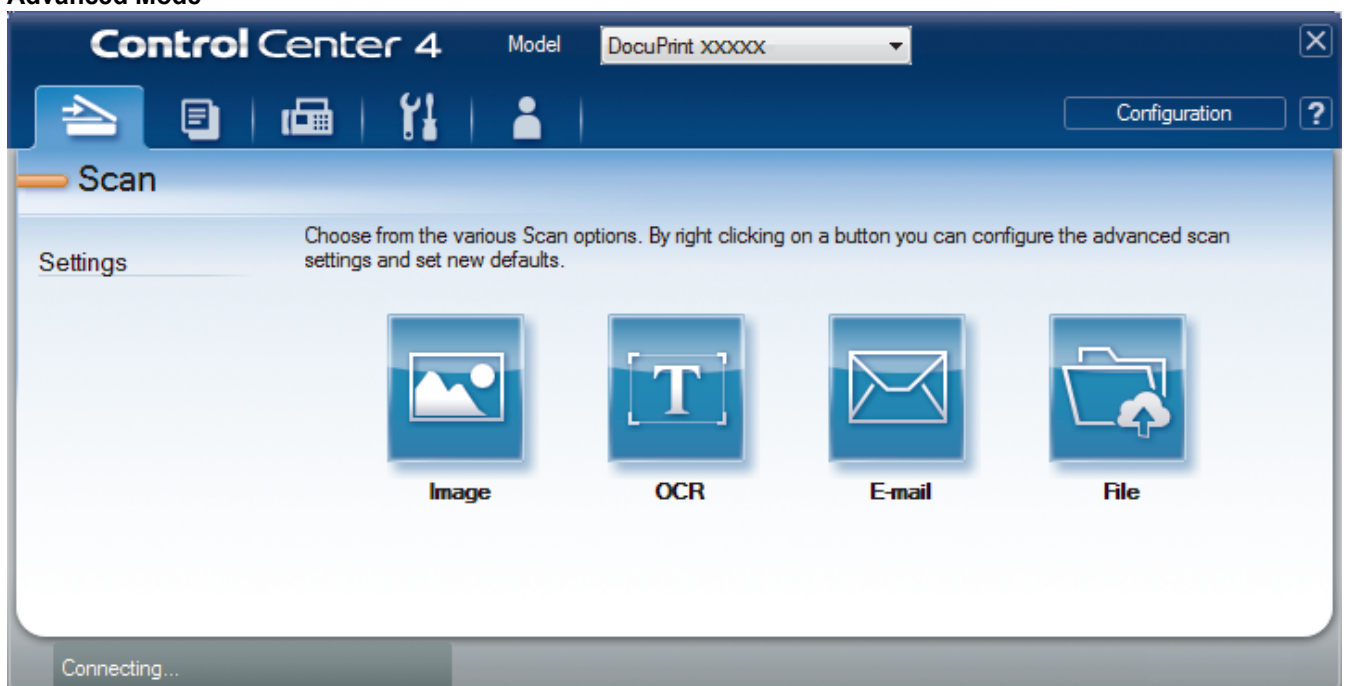 Advanced Mode
Control Center 4
Model
DocuPrint XXXXX
Configuration
?
Scan
Settings
Choose from the various Scan options. By right clicking on a button you can configure the advanced scan
settings and set new defaults.
T
Image
OCR
E-mail
File
Connecting...